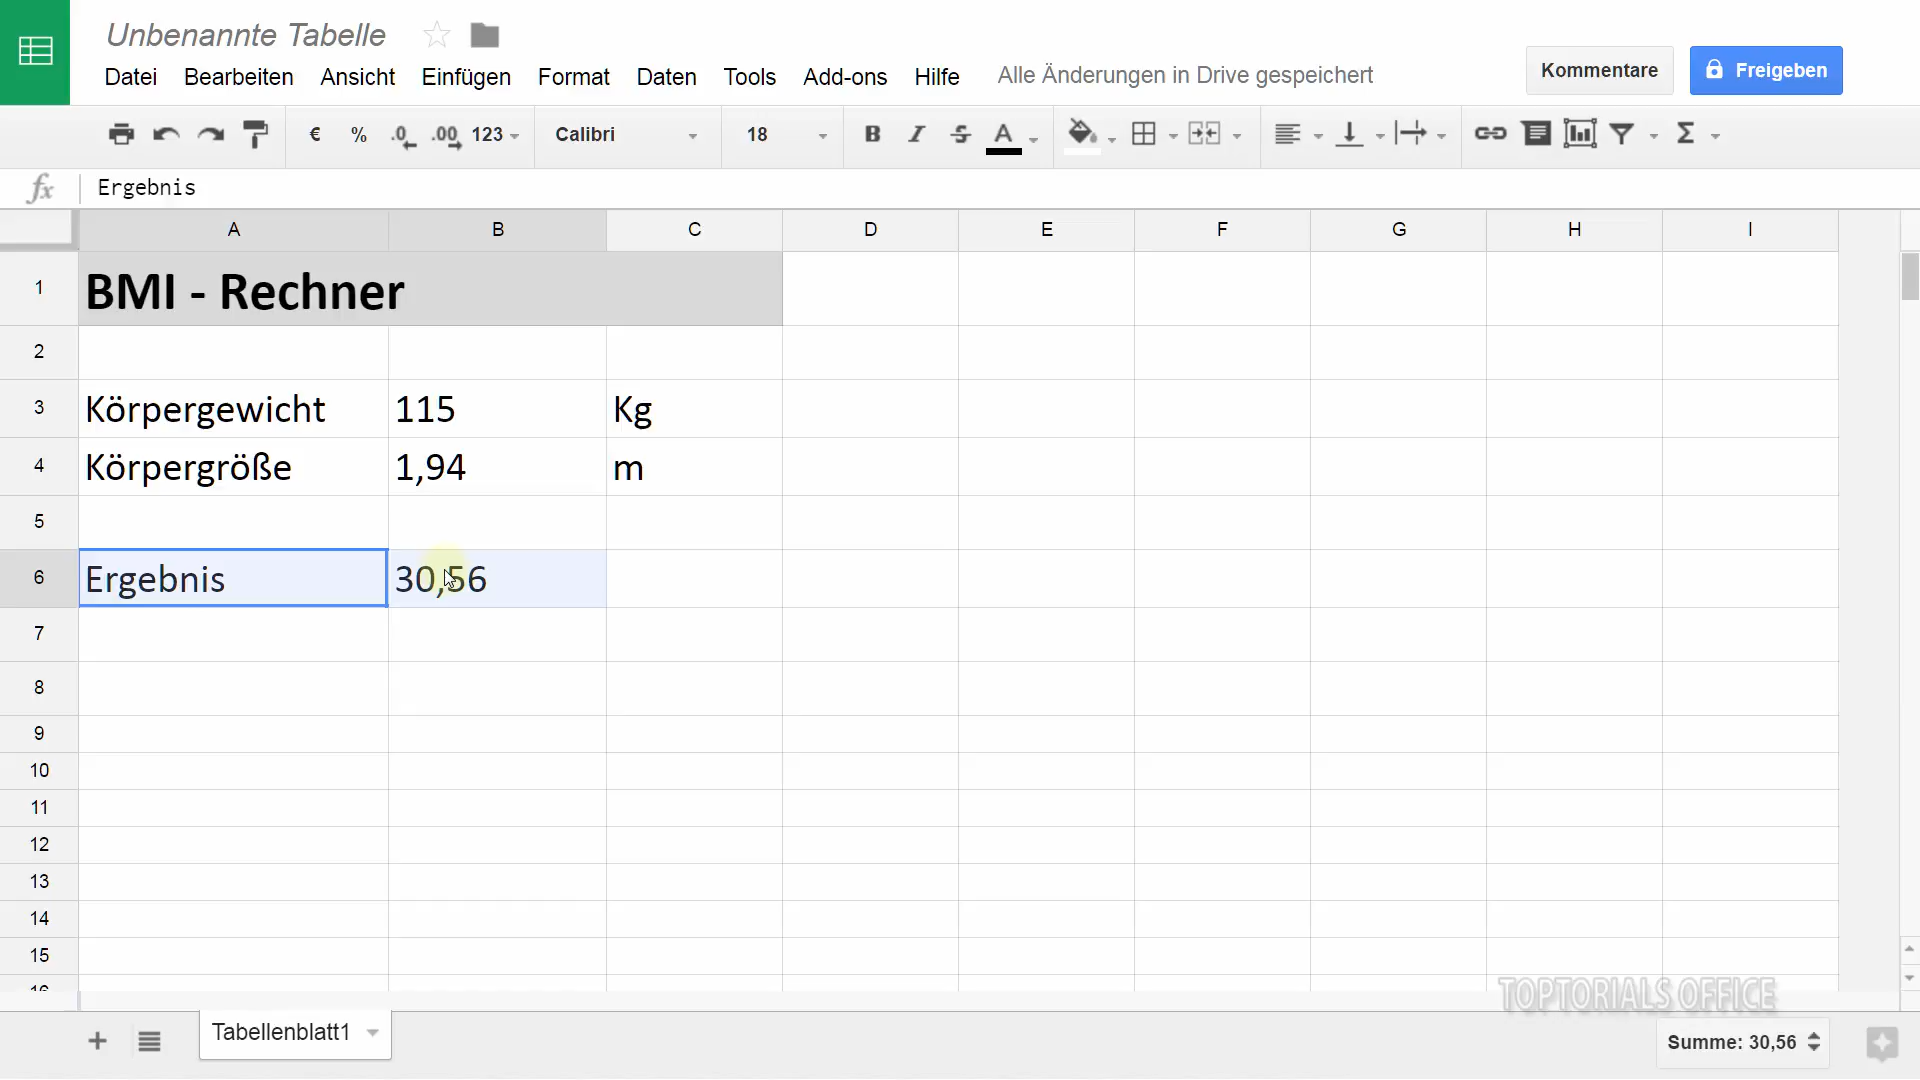 Unbenannte Tabelle
Datei Bearbeiten Ansicht Einfügen Format Daten Tools Add-ons Hilfe Alle Änderungen in Drive gespeichert
Kommentare Freigeben
€ % .0 .00 123 Calibri 18 B I S A Σ
fx Ergebnis
A B C D E F G H I
1 BMI - Rechner
2
3 Körpergewicht 115 Kg
4 Körpergröße 1,94 m
5
6 Ergebnis 30,56
7
8
9
10
11
12
13
14
15
16
TOPTORIALS OFFICE
+ Tabellenblatt1 Summe: 30,56